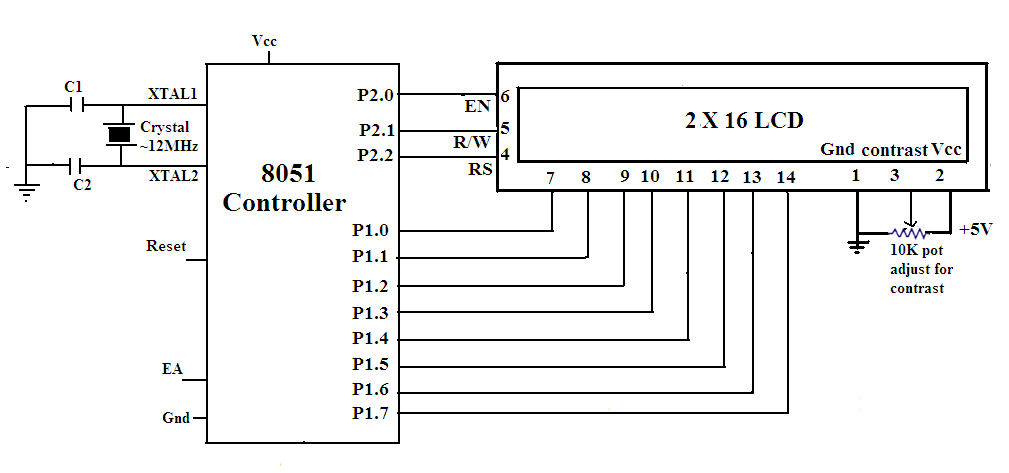 Vcc
C1
XTAL1
Crystal
~12MHz
C2
XTAL2
8051
Controller
Reset
EA
Gnd
P2.0
P2.1
P2.2
P1.0
P1.1
P1.2
P1.3
P1.4
P1.5
P1.6
P1.7
EN
R/W
RS
6
5
4
2 X 16 LCD
Gnd contrast Vcc
7 8 9 10 11 12 13 14 1 3 2
+5V
10K pot
adjust for
contrast